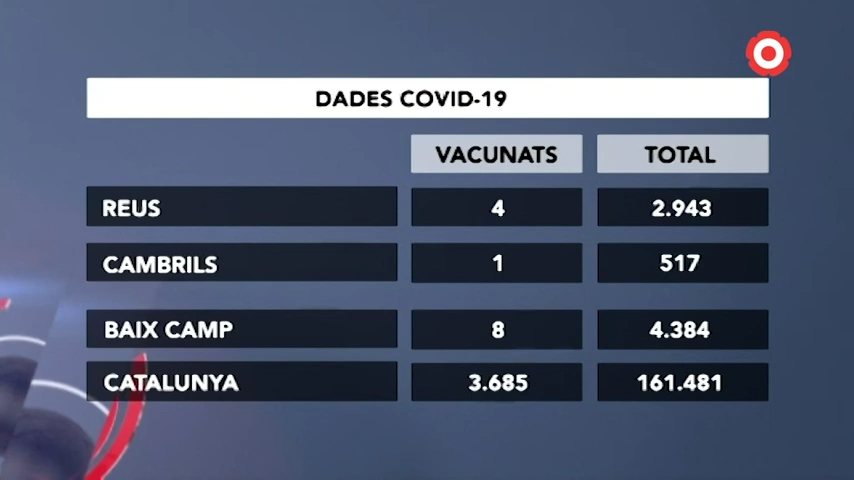 DADES COVID-19
VACUNATS TOTAL
REUS 4 2.943
CAMBRILS 1 517
BAIX CAMP 8 4.384
CATALUNYA 3.685 161.481